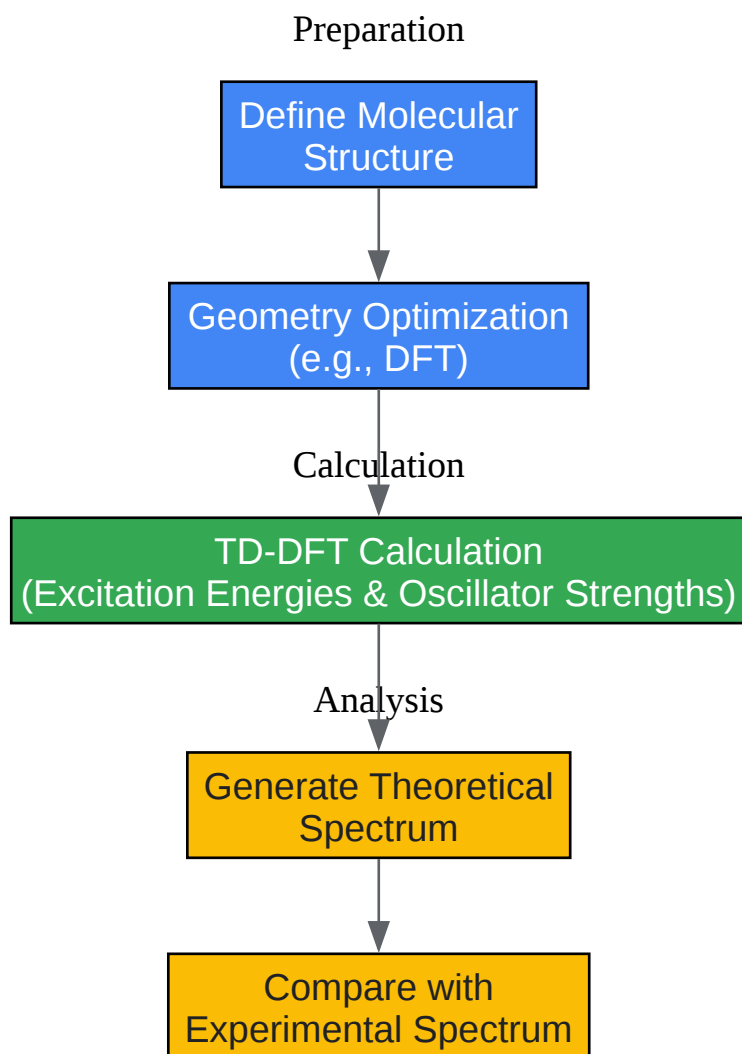 Preparation
Define Molecular
Structure
Geometry Optimization
(e.g., DFT)
Calculation
TD-DFT Calculation
(Excitation Energies & Oscillator Strengths)
Analysis
Generate Theoretical
Spectrum
Compare with
Experimental Spectrum